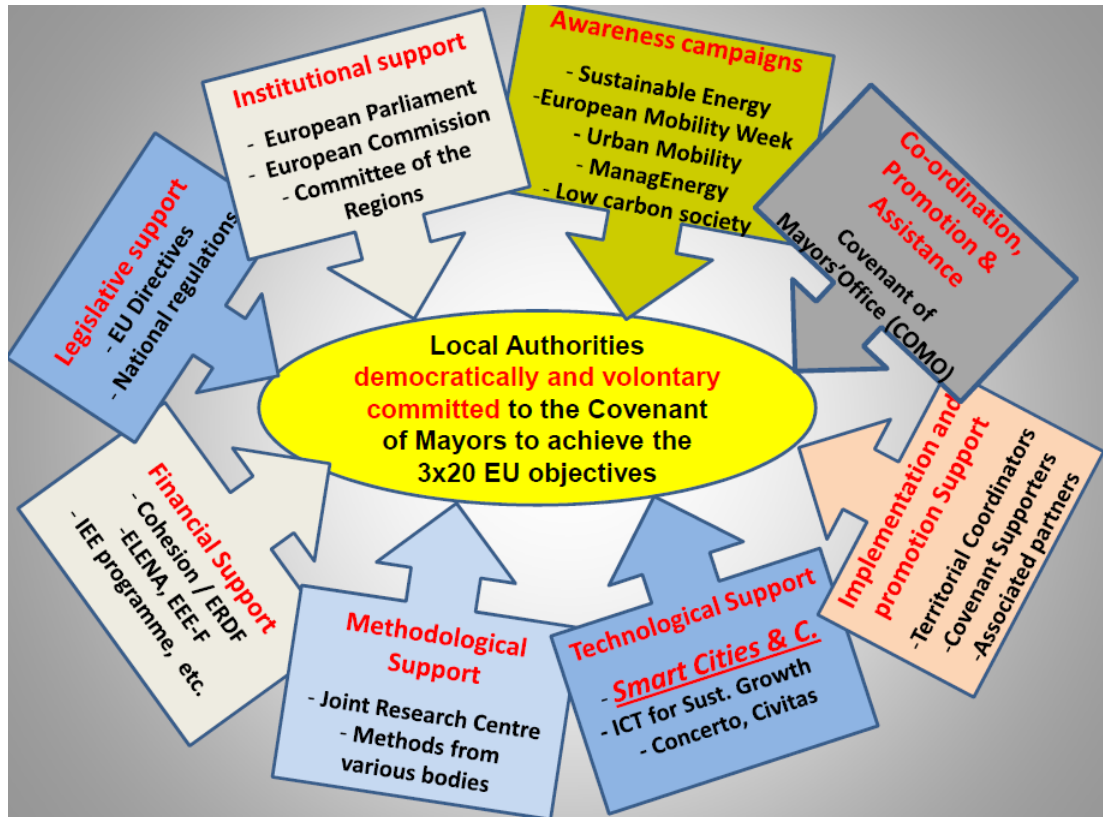 Institutional support
- European Parliament
- European Commission
- Committee of the
Regions
Awareness campaigns
- Sustainable Energy
-European Mobility Week
- Urban Mobility
- ManagEnergy
- Low carbon society
Co-ordination,
Promotion &
Assistance
Covenant of
Mayors'Office (COMO)
Implementation and
promotion Support
-Territorial Coordinators
-Covenant Supporters
-Associated partners
Technological Support
- Smart Cities & C.
- ICT for Sust. Growth
- Concerto, Civitas
Methodological
Support
- Joint Research Centre
- Methods from
various bodies
Financial Support
- Cohesion / ERDF
-ELENA, EEE-F
- IEE programme, etc.
Legislative support
- EU Directives
- National regulations
Local Authorities
democratically and volontary
committed to the Covenant
of Mayors to achieve the
3x20 EU objectives